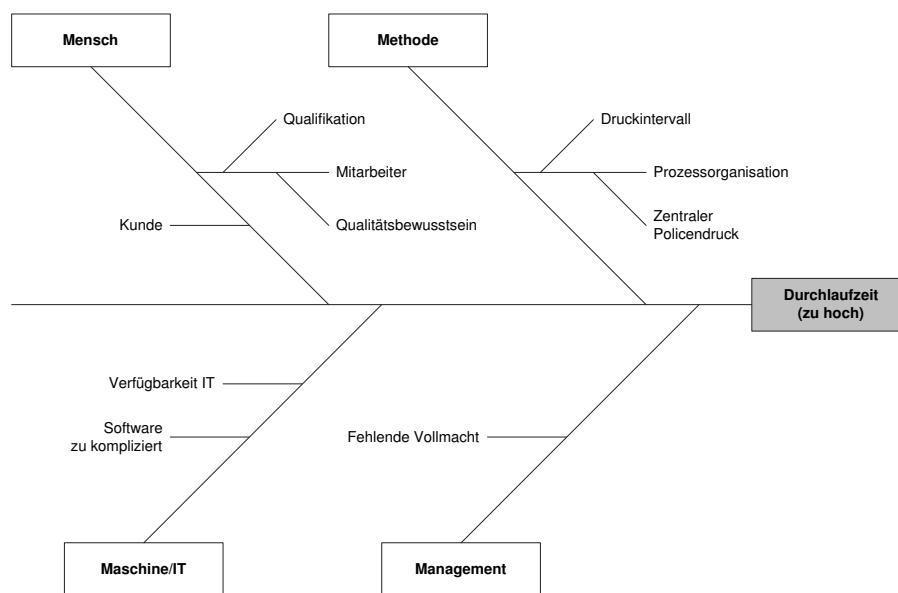 Mensch
Methode
Qualifikation
Druckintervall
Mitarbeiter
Prozessorganisation
Kunde
Qualitätsbewusstsein
Zentraler
Policendruck
Durchlaufzeit
(zu hoch)
Verfügbarkeit IT
Software
zu kompliziert
Fehlende Vollmacht
Maschine/IT
Management